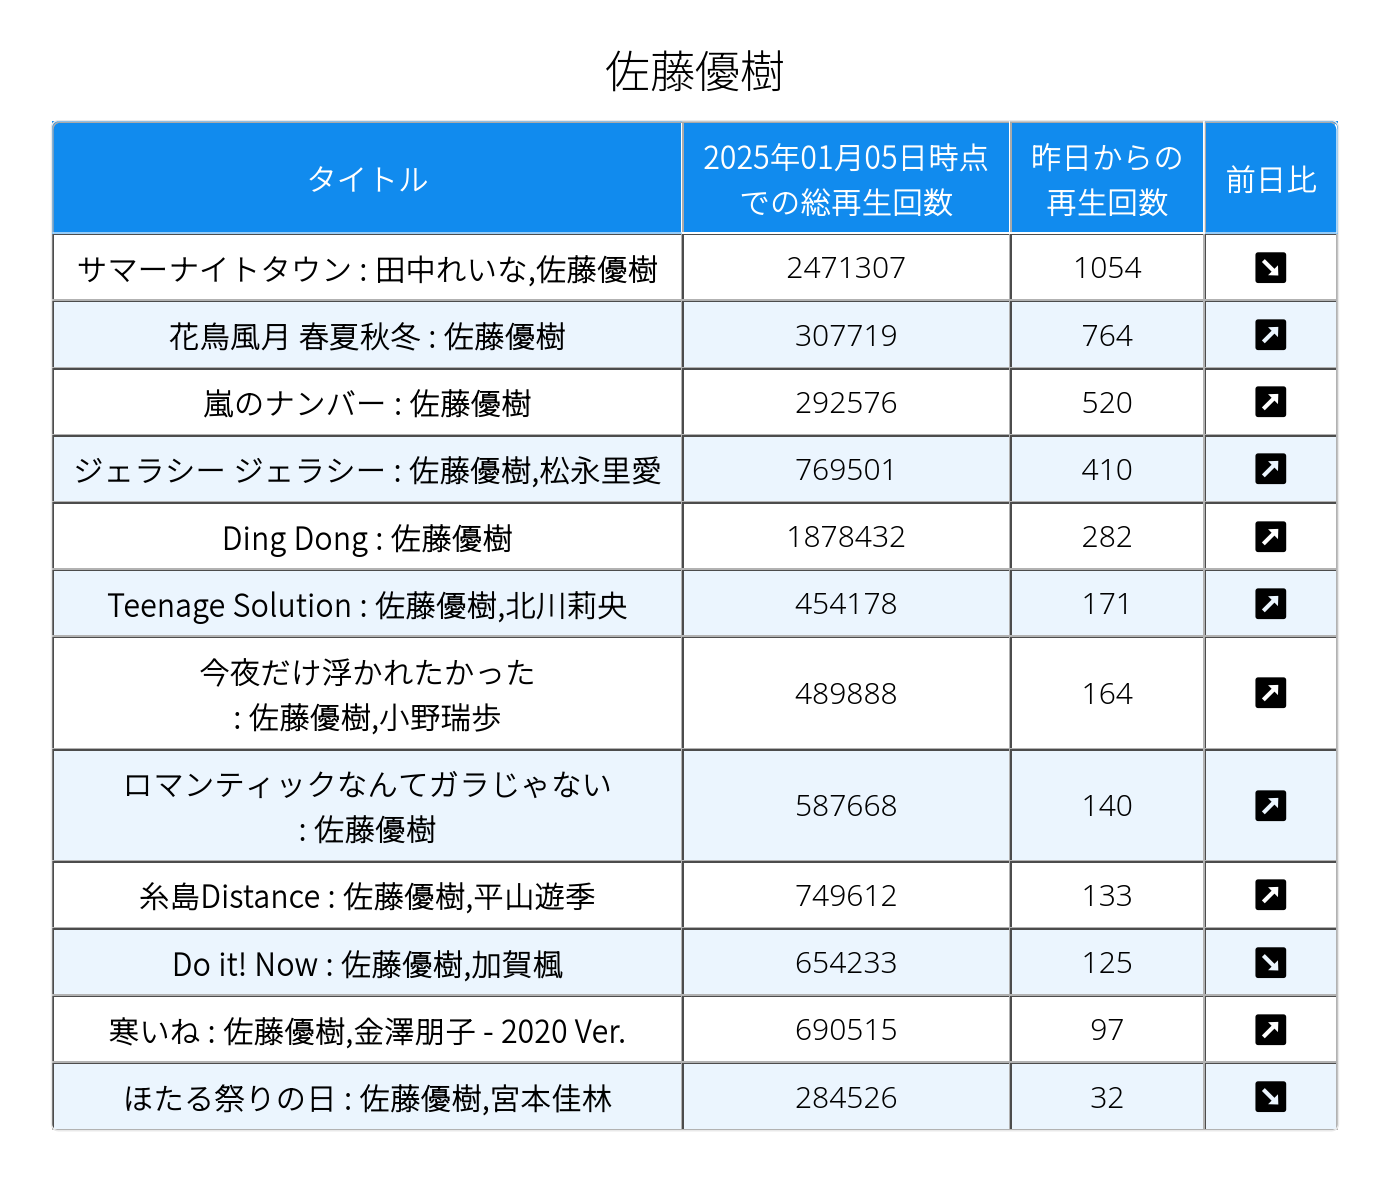 佐藤優樹
タイトル
2025年01月05日時点
での総再生回数
昨日からの
再生回数
前日比
サマーナイトタウン : 田中れいな,佐藤優樹 2471307 1054
花鳥風月 春夏秋冬 : 佐藤優樹 307719 764
嵐のナンバー : 佐藤優樹 292576 520
ジェラシー ジェラシー : 佐藤優樹,松永里愛 769501 410
Ding Dong : 佐藤優樹 1878432 282
Teenage Solution : 佐藤優樹,北川莉央 454178 171
今夜だけ浮かれたかった
: 佐藤優樹,小野瑞歩 489888 164
ロマンティックなんてガラじゃない
: 佐藤優樹 587668 140
糸島Distance : 佐藤優樹,平山遊季 749612 133
Do it! Now : 佐藤優樹,加賀楓 654233 125
寒いね : 佐藤優樹,金澤朋子 - 2020 Ver. 690515 97
ほたる祭りの日 : 佐藤優樹,宮本佳林 284526 32